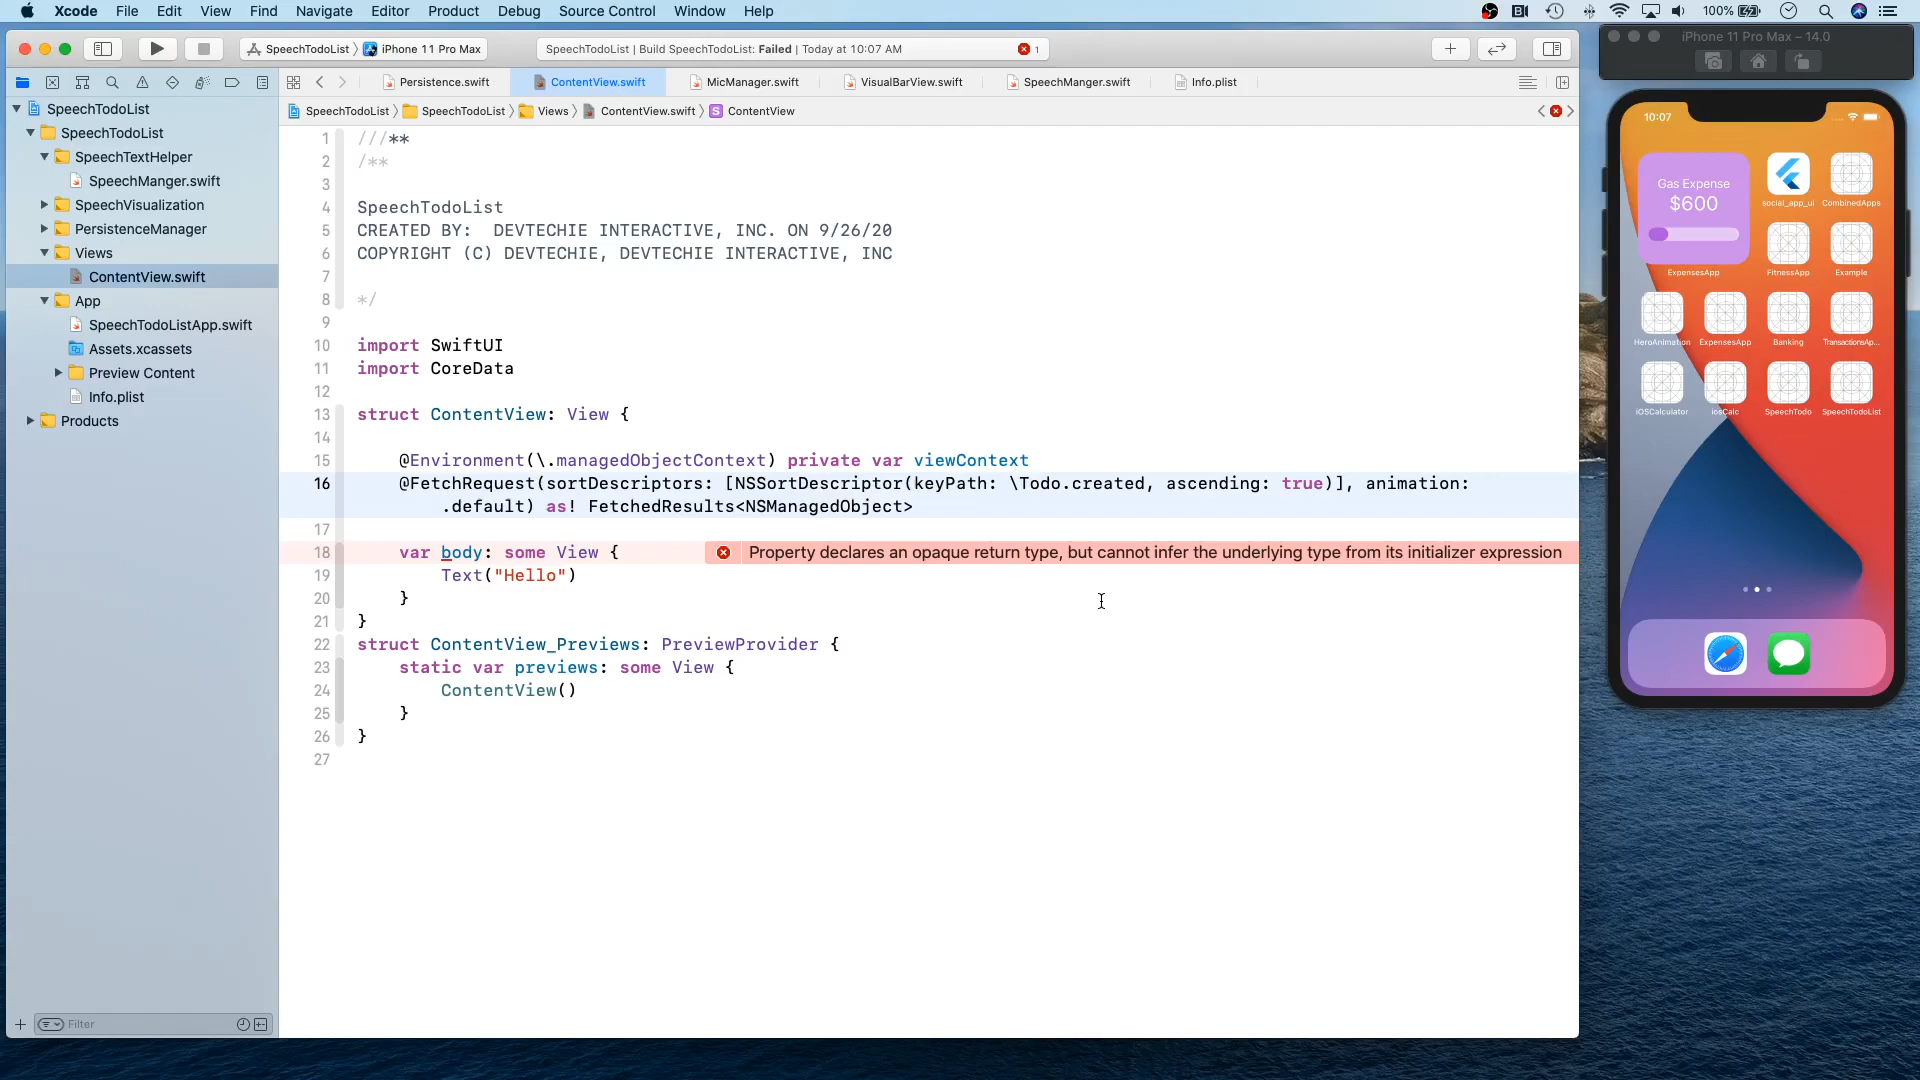 Xcode File Edit View Find Navigate Editor Product Debug Source Control Window Help 100%
SpeechTodoList iPhone 11 Pro Max
SpeechTodoList | Build SpeechTodoList: Failed | Today at 10:07 AM 1
iPhone 11 Pro Max – 14.0
Persistence.swift ContentView.swift MicManager.swift VisualBarView.swift SpeechManger.swift Info.plist
SpeechTodoList SpeechTodoList Views ContentView.swift S ContentView
SpeechTodoList
SpeechTodoList
SpeechTextHelper
SpeechManger.swift
SpeechVisualization
PersistenceManager
Views
ContentView.swift
App
SpeechTodoListApp.swift
Assets.xcassets
Preview Content
Info.plist
Products
Filter
1 ///**
2 /**
3
4 SpeechTodoList
5 CREATED BY: DEVTECHIE INTERACTIVE, INC. ON 9/26/20
6 COPYRIGHT (C) DEVTECHIE, DEVTECHIE INTERACTIVE, INC
7
8 */
9
10 import SwiftUI
11 import CoreData
12
13 struct ContentView: View {
14
15 @Environment(\.managedObjectContext) private var viewContext
16 @FetchRequest(sortDescriptors: [NSSortDescriptor(keyPath: \Todo.created, ascending: true)], animation:
.default) as! FetchedResults<NSManagedObject>
17
18 var body: some View { Property declares an opaque return type, but cannot infer the underlying type from its initializer expression
19 Text("Hello")
20 }
21 }
22 struct ContentView_Previews: PreviewProvider {
23 static var previews: some View {
24 ContentView()
25 }
26 }
27
10:07
Gas Expense
$600
ExpensesApp
social_app_ui CombinedApps
FitnessApp Example
HeroAnimation ExpensesApp Banking TransactionsAp...
iOSCalculator iosCalc SpeechTodo SpeechTodoList